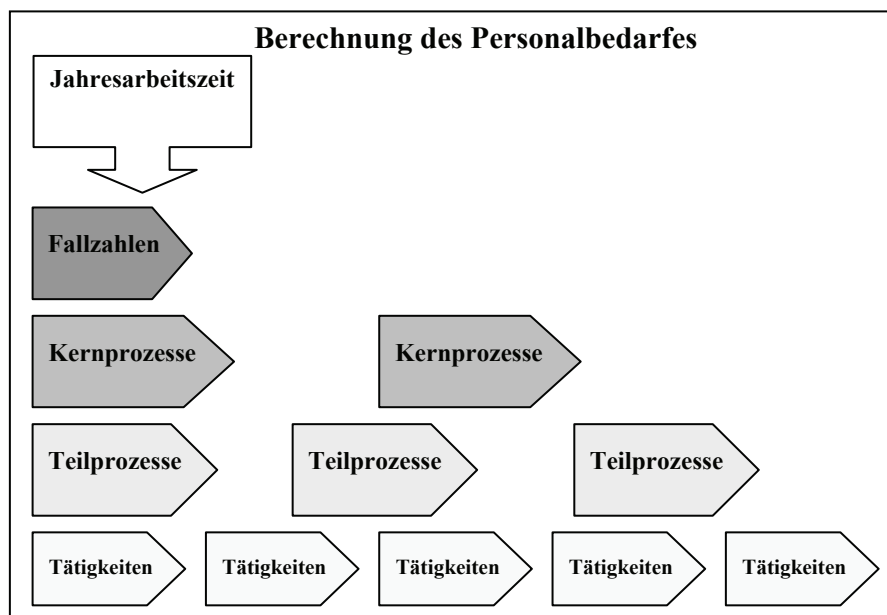 Berechnung des Personalbedarfes
Jahresarbeitszeit
Fallzahlen
Kernprozesse Kernprozesse
Teilprozesse Teilprozesse Teilprozesse
Tätigkeiten Tätigkeiten Tätigkeiten Tätigkeiten Tätigkeiten